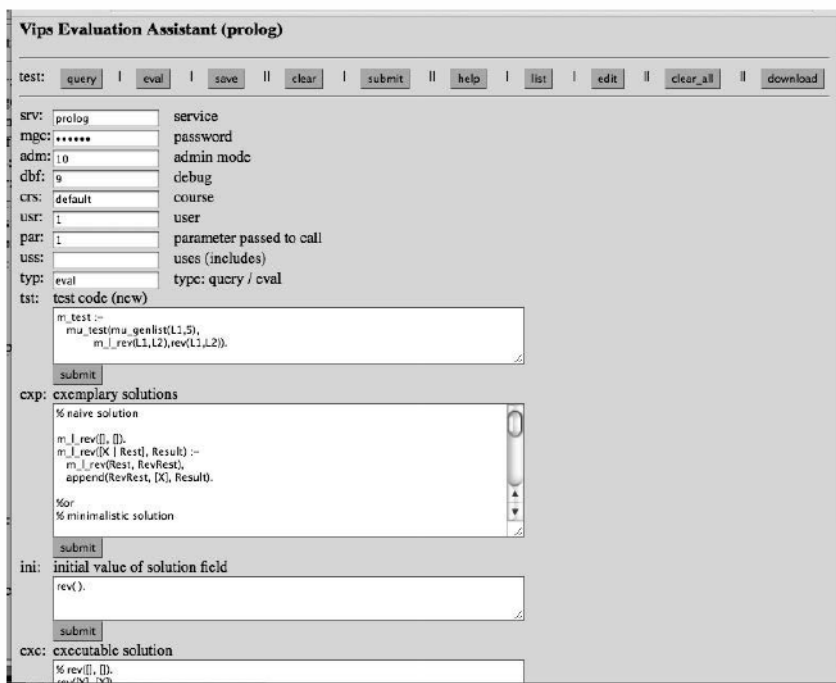 Vips Evaluation Assistant (prolog)
test: query | eval | save || clear | submit || help | list | edit || clear_all || download
srv: prolog service
mgc: •••••• password
adm: 10 admin mode
dbf: 9 debug
crs: default course
usr: 1 user
par: 1 parameter passed to call
uss: uses (includes)
typ: eval type: query / eval
tst: test code (new)
m_test :-
mu_test(mu_genlist(L1,5),
m_l_rev(L1,L2),rev(L1,L2)).
submit
exp: exemplary solutions
% naive solution
m_l_rev([], []).
m_l_rev([X | Rest], Result) :-
m_l_rev(Rest, RevRest),
append(RevRest, [X], Result).
%or
% minimalistic solution
submit
ini: initial value of solution field
rev( ).
submit
exc: executable solution
% rev([], []).
rev([X], [X]).